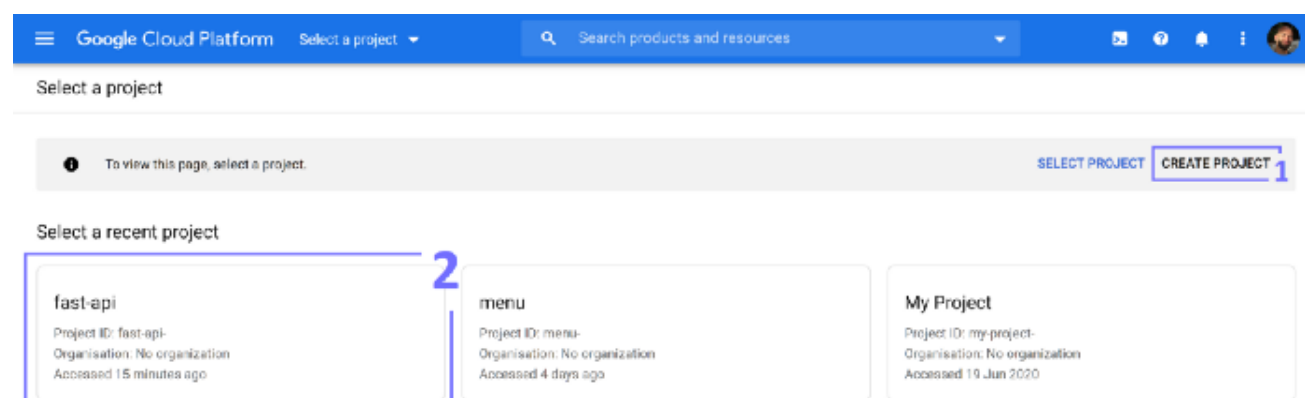 Google Cloud Platform Select a project Search products and resources
Select a project
To view this page, select a project. SELECT PROJECT CREATE PROJECT 1
Select a recent project
2
fast-api
Project ID: fast-api-
Organisation: No organization
Accessed 15 minutes ago
menu
Project ID: menu-
Organisation: No organization
Accessed 4 days ago
My Project
Project ID: my-project-
Organisation: No organization
Accessed 19 Jun 2020